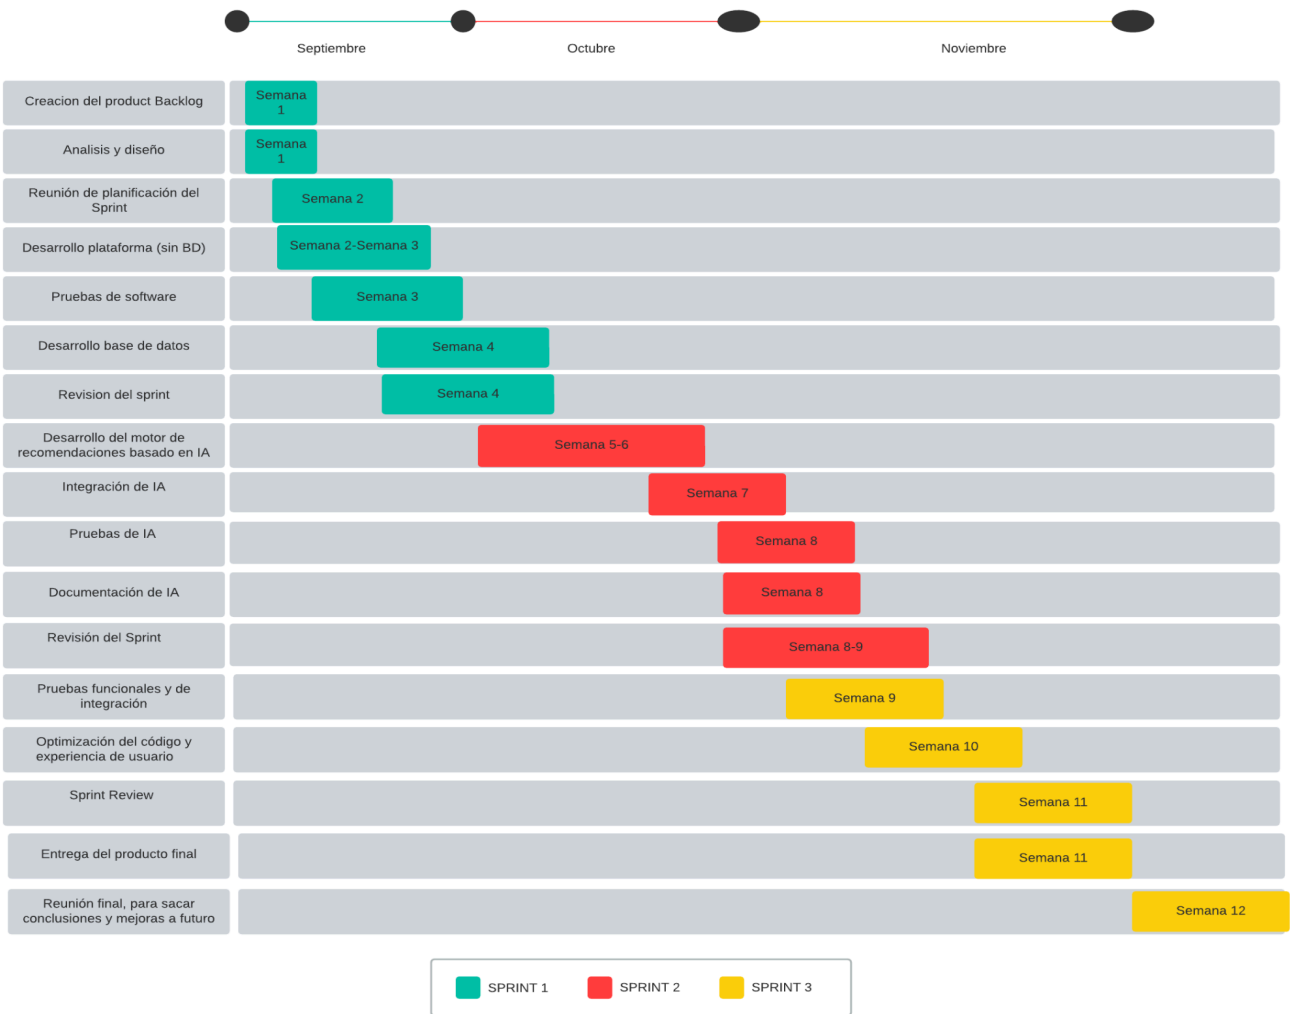 Septiembre
Octubre
Noviembre
Creacion del product Backlog
Semana
1
Analisis y diseño
Semana
1
Reunión de planificación del
Sprint
Semana 2
Desarrollo plataforma (sin BD)
Semana 2-Semana 3
Pruebas de software
Semana 3
Desarrollo base de datos
Semana 4
Revision del sprint
Semana 4
Desarrollo del motor de
recomendaciones basado en IA
Semana 5-6
Integración de IA
Semana 7
Pruebas de IA
Semana 8
Documentación de IA
Semana 8
Revisión del Sprint
Semana 8-9
Pruebas funcionales y de
integración
Semana 9
Optimización del código y
experiencia de usuario
Semana 10
Sprint Review
Semana 11
Entrega del producto final
Semana 11
Reunión final, para sacar
conclusiones y mejoras a futuro
Semana 12
SPRINT 1
SPRINT 2
SPRINT 3